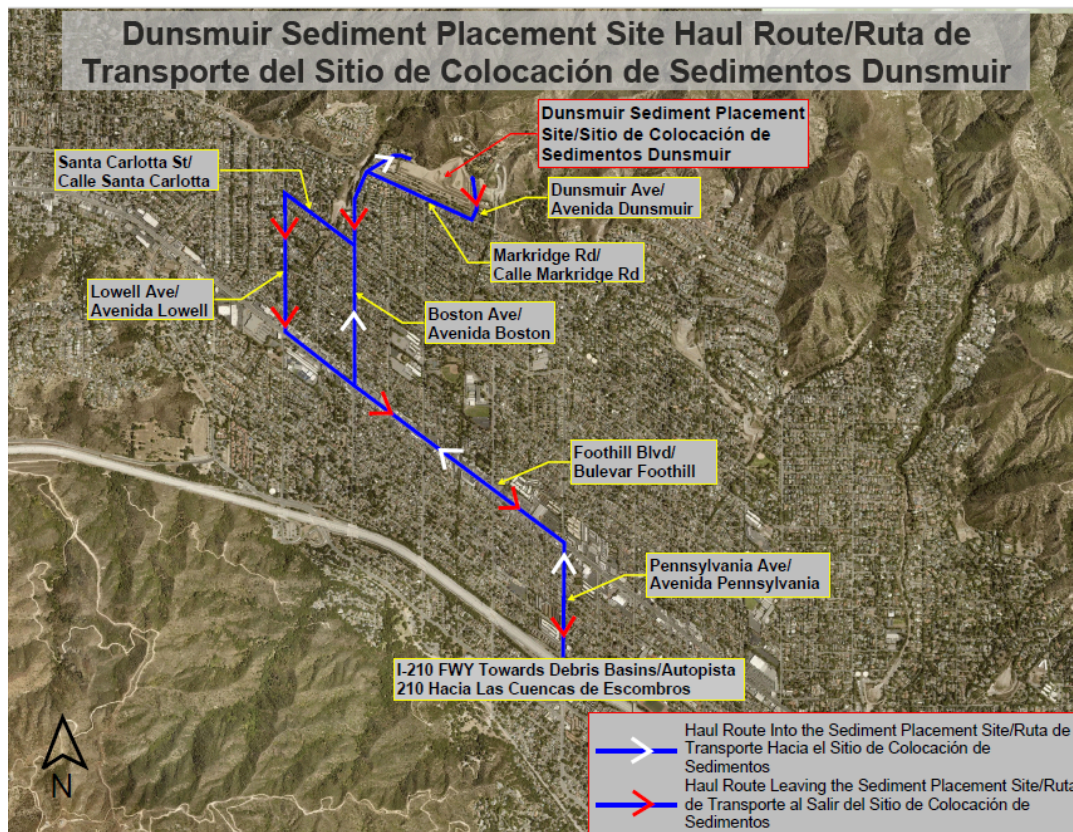 Dunsmuir Sediment Placement Site Haul Route/Ruta de
Transporte del Sitio de Colocación de Sedimentos Dunsmuir
Dunsmuir Sediment Placement
Site/Sitio de Colocación de
Sedimentos Dunsmuir
Santa Carlotta St/
Calle Santa Carlotta
Dunsmuir Ave/
Avenida Dunsmuir
Markridge Rd/
Calle Markridge Rd
Lowell Ave/
Avenida Lowell
Boston Ave/
Avenida Boston
Foothill Blvd/
Bulevar Foothill
Pennsylvania Ave/
Avenida Pennsylvania
I-210 FWY Towards Debris Basins/Autopista
210 Hacia Las Cuencas de Escombros
N
Haul Route Into the Sediment Placement Site/Ruta de
Transporte Hacia el Sitio de Colocación de
Sedimentos
Haul Route Leaving the Sediment Placement Site/Ruta
de Transporte al Salir del Sitio de Colocación de
Sedimentos